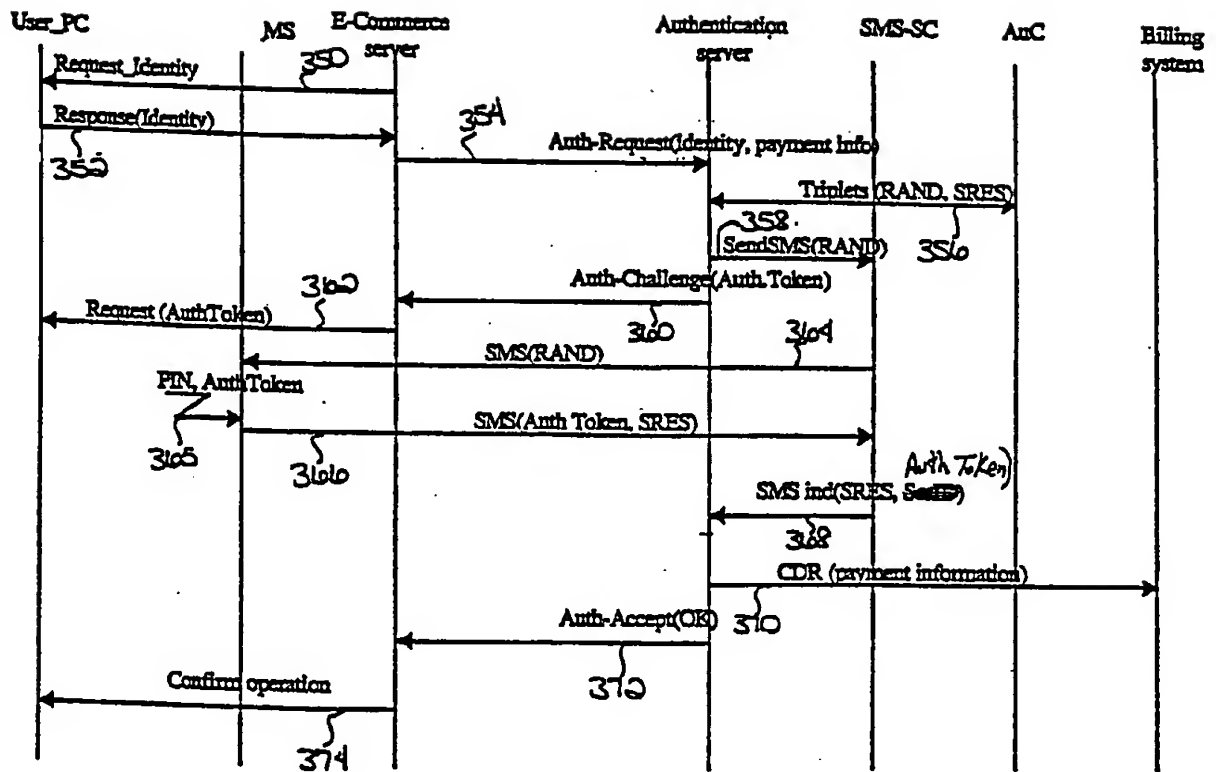 User_PC
MS
E-Commerce
server
Authentication
server
SMS-SC
AuC
Billing
system
Request_Identity
350
Response(Identity)
352
354
Auth-Request(Identity, payment info)
Triplets (RAND, SRES)
356
358
SendSMS(RAND)
Auth-Challenge(Auth.Token)
360
362
Request (AuthToken)
364
SMS(RAND)
PIN, AuthToken
365
SMS(Auth Token, SRES)
366
Auth Token)
SMS ind(SRES,
368
CDR (payment information)
370
Auth-Accept(OK)
372
Confirm operation
374